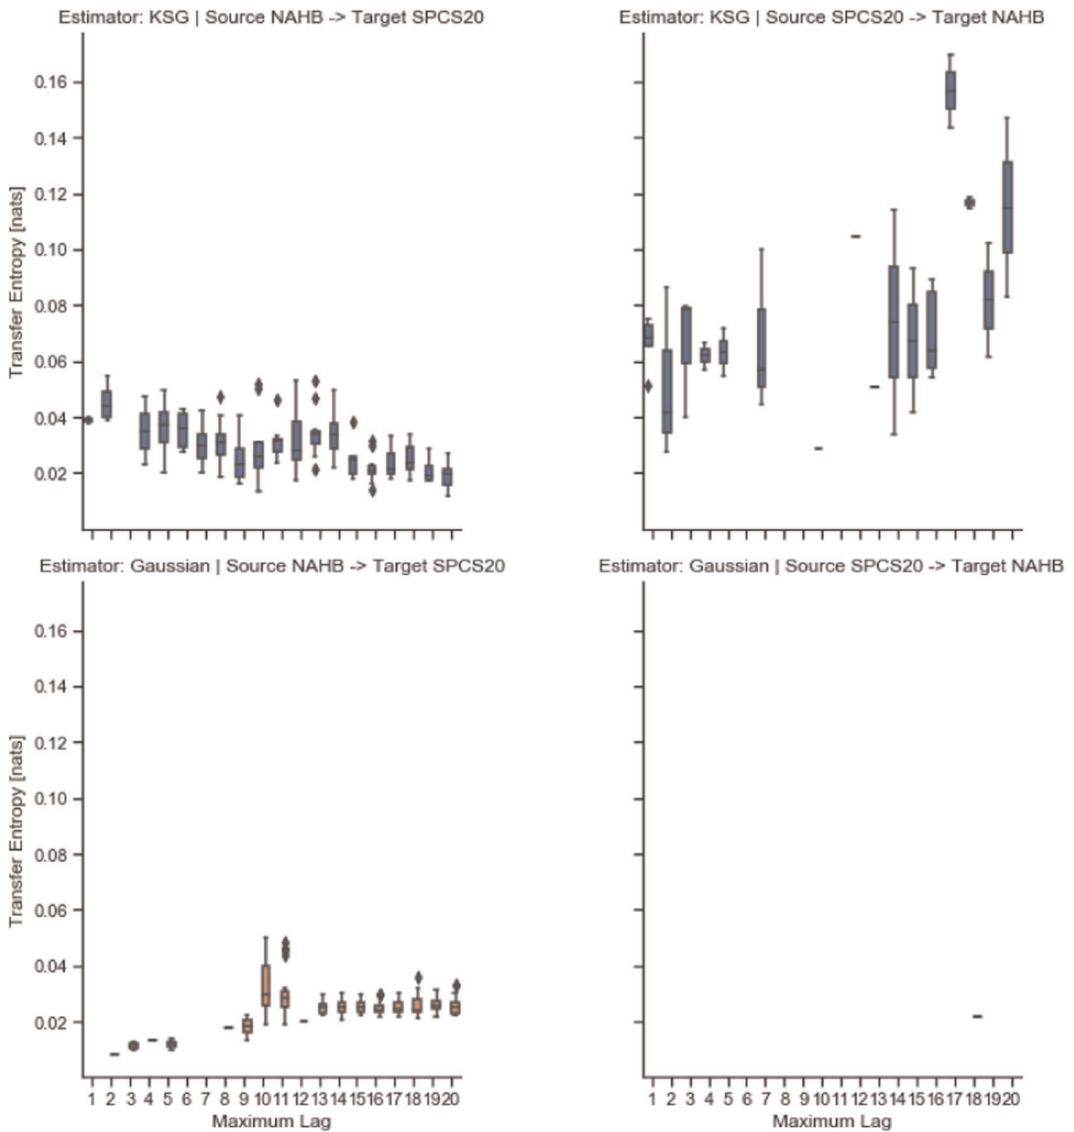 Estimator: KSG | Source NAHB -> Target SPCS20
Estimator: KSG | Source SPCS20 -> Target NAHB
0.16
0.14
0.12
0.10
0.08
0.06
0.04
0.02
Transfer Entropy [nats]
Estimator: Gaussian | Source NAHB -> Target SPCS20
Estimator: Gaussian | Source SPCS20 -> Target NAHB
0.16
0.14
0.12
0.10
0.08
0.06
0.04
0.02
Transfer Entropy [nats]
1 2 3 4 5 6 7 8 9 10 11 12 13 14 15 16 17 18 19 20
Maximum Lag
1 2 3 4 5 6 7 8 9 10 11 12 13 14 15 16 17 18 19 20
Maximum Lag